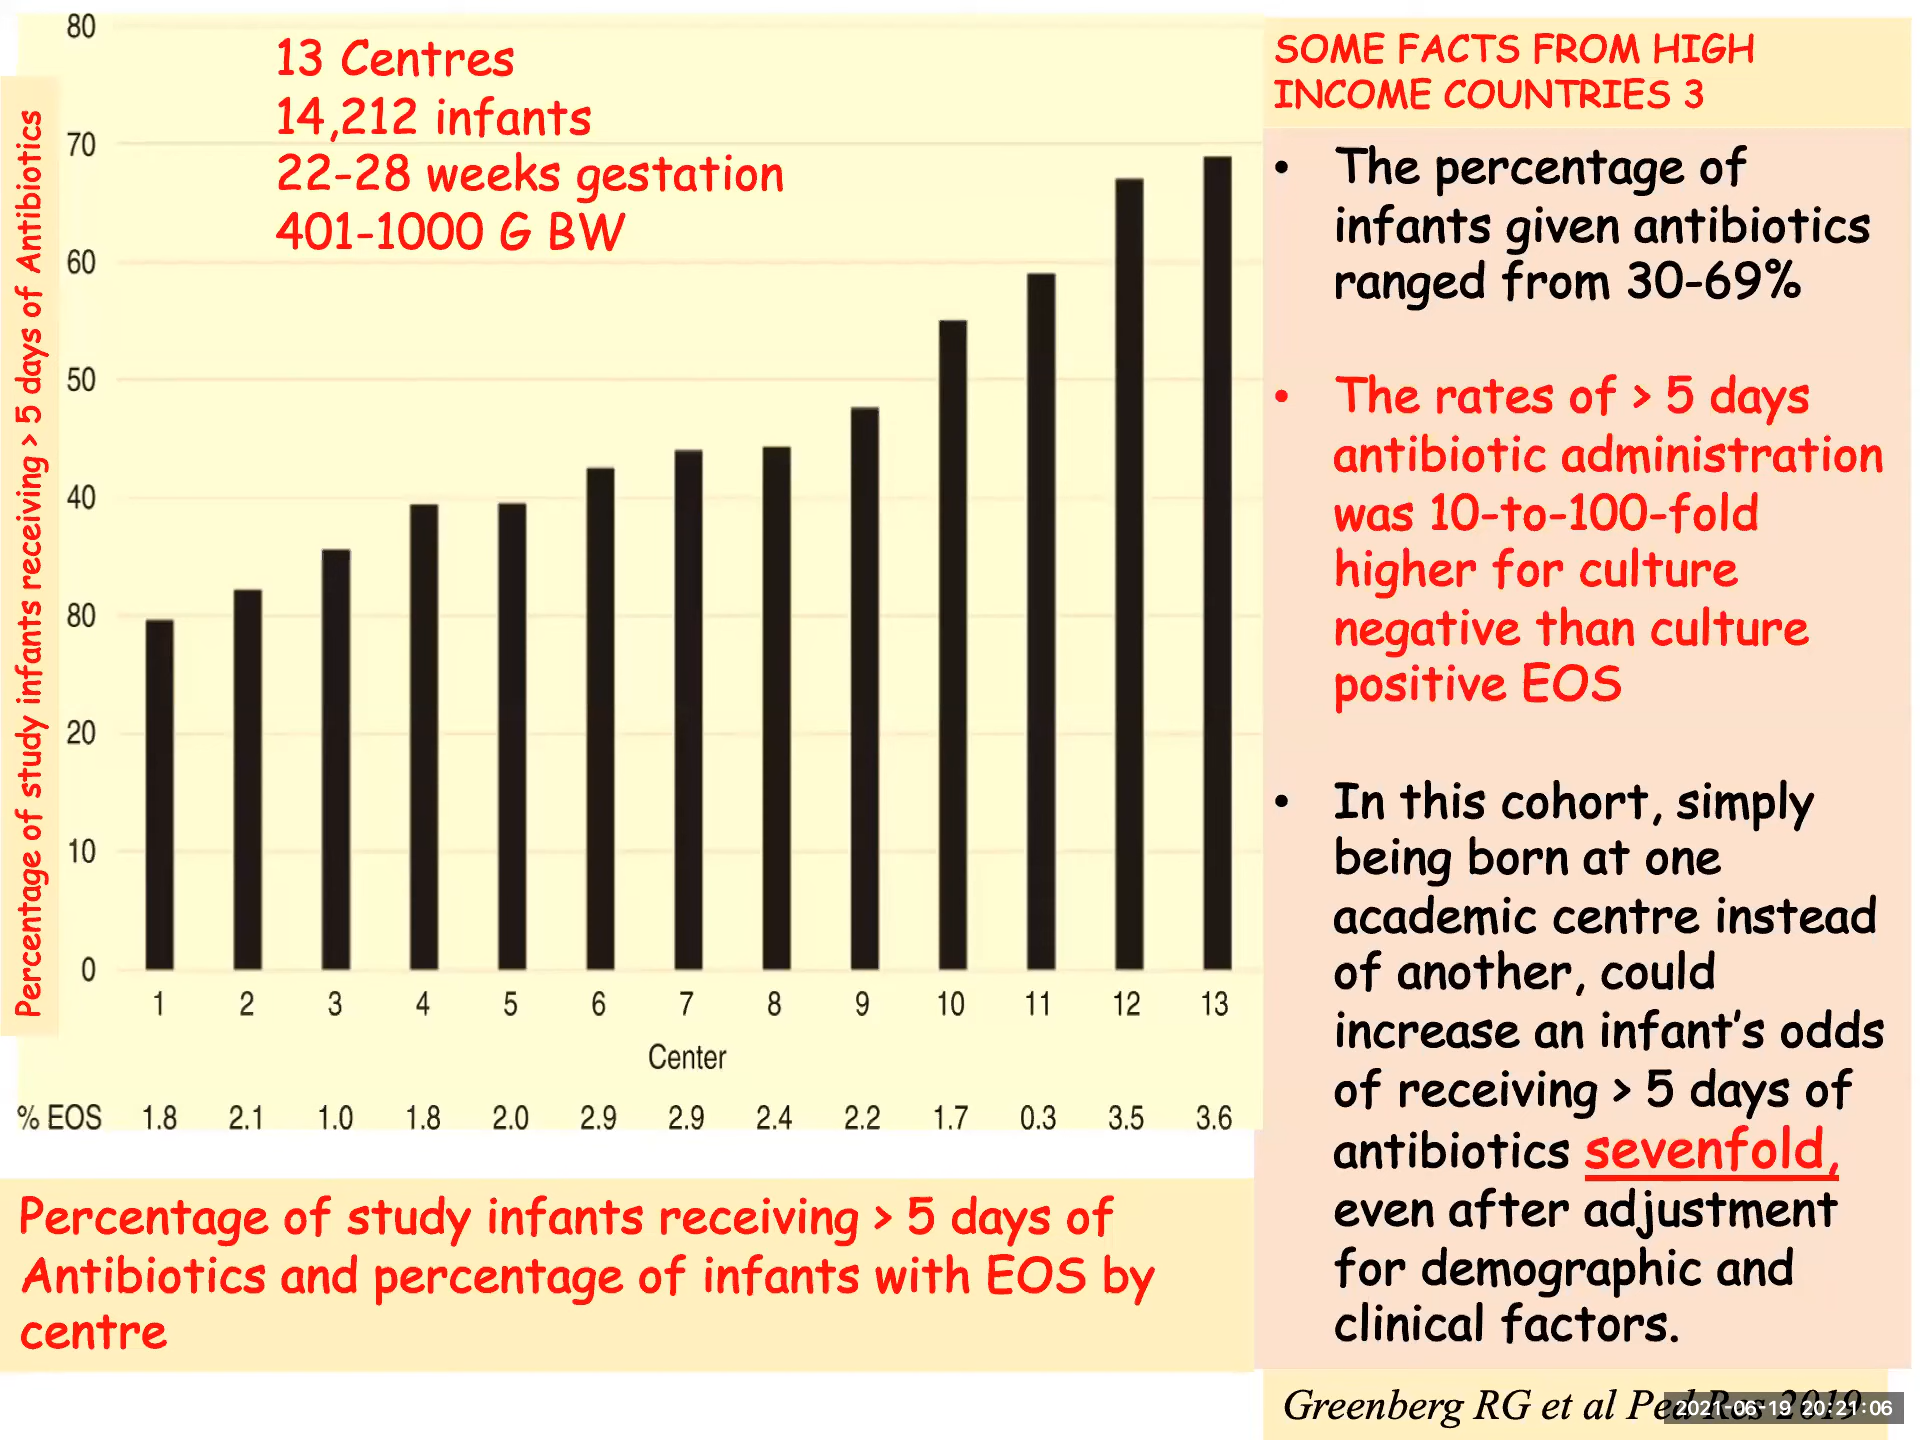 80
13 Centres
14,212 infants
22-28 weeks gestation
401-1000 G BW
Percentage of study infants receiving > 5 days of Antibiotics
70
60
50
40
80
20
10
0
1 2 3 4 5 6 7 8 9 10 11 12 13
Center
% EOS 1.8 2.1 1.0 1.8 2.0 2.9 2.9 2.4 2.2 1.7 0.3 3.5 3.6
Percentage of study infants receiving > 5 days of
Antibiotics and percentage of infants with EOS by
centre
SOME FACTS FROM HIGH
INCOME COUNTRIES 3
• The percentage of
infants given antibiotics
ranged from 30-69%
• The rates of > 5 days
antibiotic administration
was 10-to-100-fold
higher for culture
negative than culture
positive EOS
• In this cohort, simply
being born at one
academic centre instead
of another, could
increase an infant's odds
of receiving > 5 days of
antibiotics sevenfold,
even after adjustment
for demographic and
clinical factors.
Greenberg RG et al Ped Res 2019
2021-06-19 20:21:06